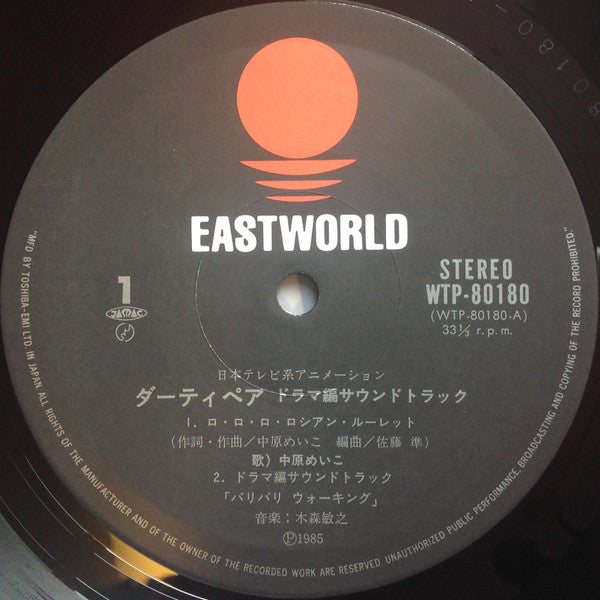 EASTWORLD
1
JASRAC
STEREO
WTP-80180
(WTP-80180-A)
33⅓ r.p.m.
日本テレビ系アニメーション
ダーティペア ドラマ編サウンドトラック
1. ロ・ロ・ロ・ロシアン・ルーレット
(作詞・作曲／中原めいこ 編曲／佐藤 準)
歌) 中原めいこ
2. ドラマ編サウンドトラック
「バリバリ ウォーキング」
音楽：木森敏之
Ⓟ1985
"MFD BY TOSHIBA-EMI LTD. IN JAPAN. ALL RIGHTS OF THE MANUFACTURER AND OF THE OWNER OF THE RECORDED WORK ARE RESERVED. UNAUTHORIZED PUBLIC PERFORMANCE, BROADCASTING AND COPYING OF THE RECORD PROHIBITED."
80180-